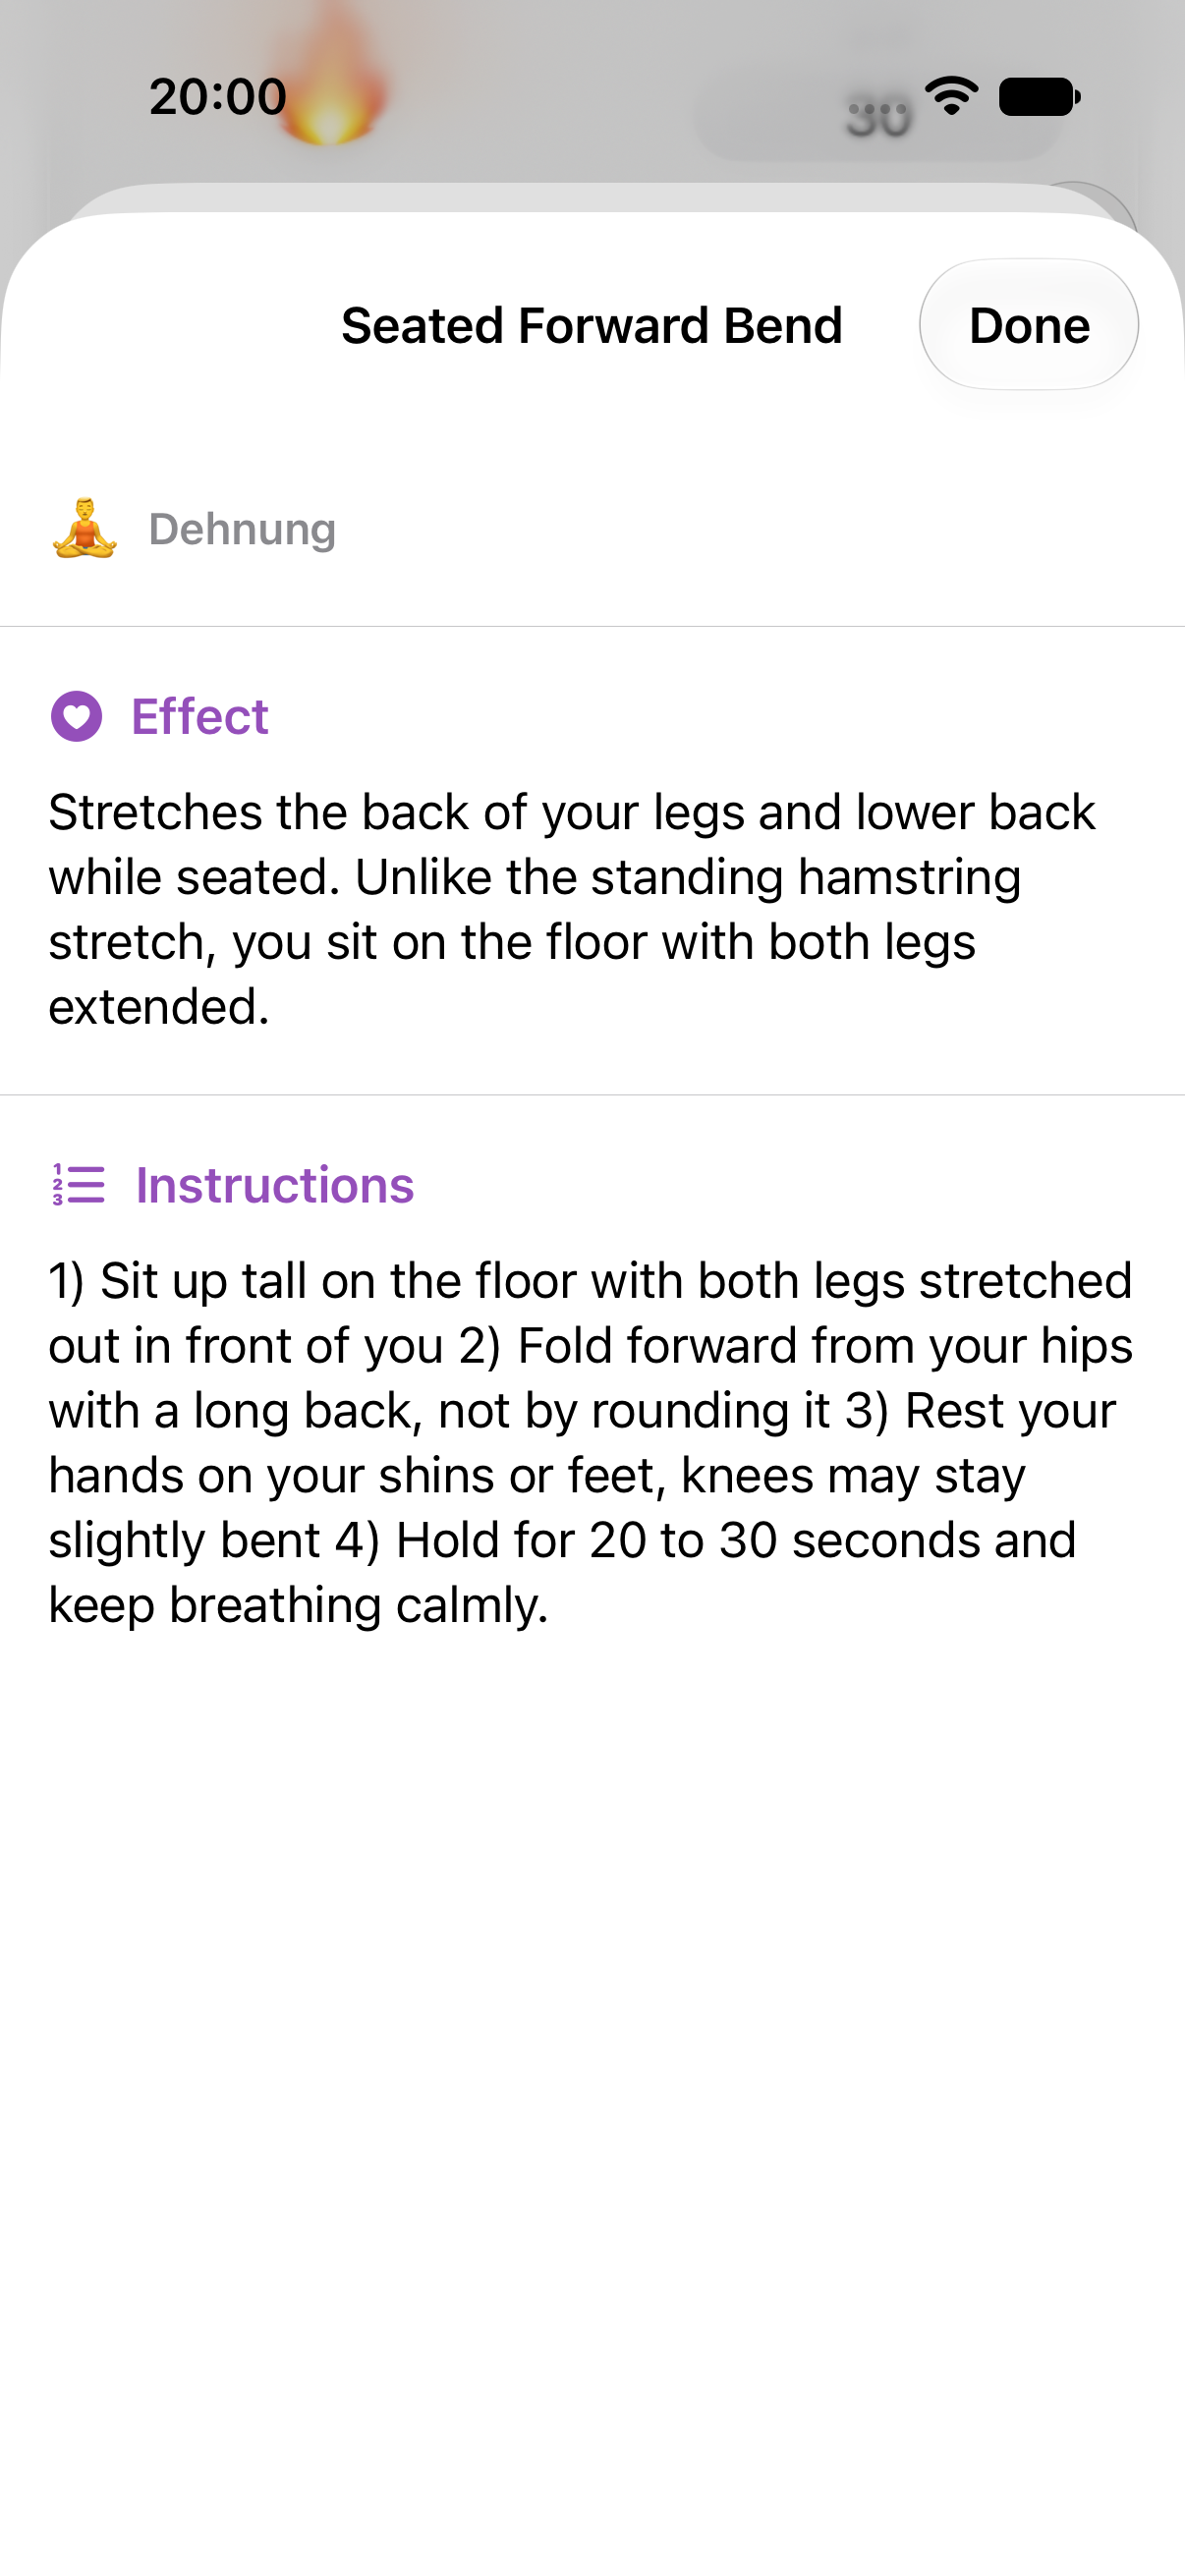 20:00
30
Seated Forward Bend
Done
Dehnung
Effect
Stretches the back of your legs and lower back
while seated. Unlike the standing hamstring
stretch, you sit on the floor with both legs
extended.
1
2
3
Instructions
1) Sit up tall on the floor with both legs stretched
out in front of you 2) Fold forward from your hips
with a long back, not by rounding it 3) Rest your
hands on your shins or feet, knees may stay
slightly bent 4) Hold for 20 to 30 seconds and
keep breathing calmly.